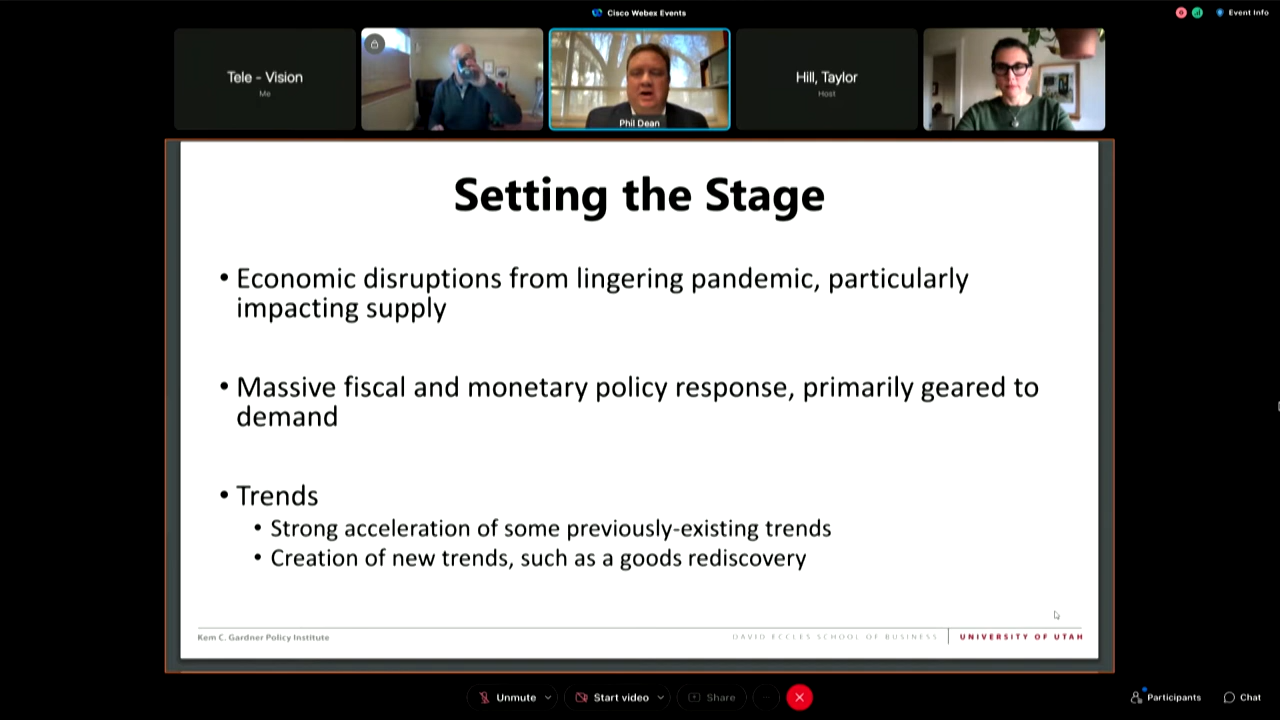 Cisco Webex Events
Event Info
Tele - Vision
Me
Phil Dean
Hill, Taylor
Host
Setting the Stage
• Economic disruptions from lingering pandemic, particularly
impacting supply
• Massive fiscal and monetary policy response, primarily geared to
demand
• Trends
• Strong acceleration of some previously-existing trends
• Creation of new trends, such as a goods rediscovery
Kem C. Gardner Policy Institute
DAVID ECCLES SCHOOL OF BUSINESS
UNIVERSITY OF UTAH
Unmute
Start video
Share
Participants
Chat